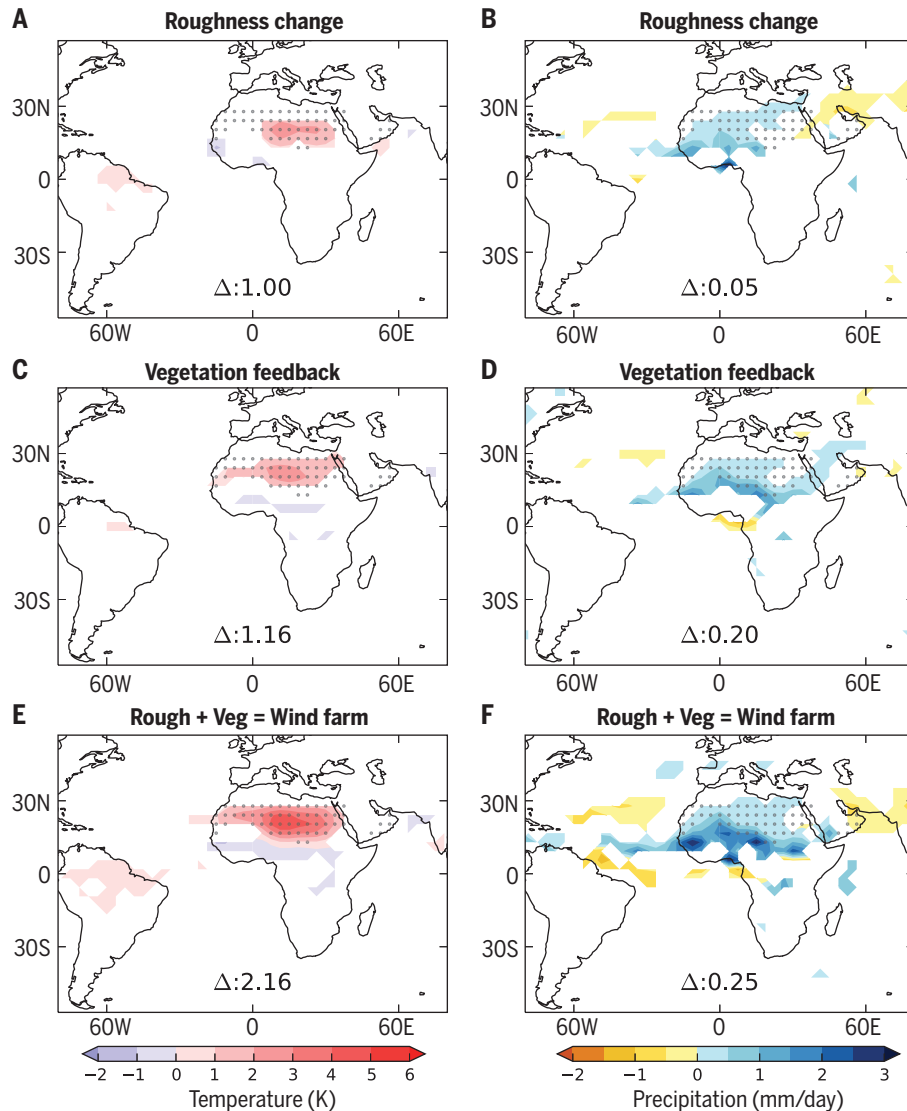 A Roughness change
B Roughness change
30N
0
30S
Δ:1.00
60W 0 60E
30N
0
30S
Δ:0.05
60W 0 60E
C Vegetation feedback
D Vegetation feedback
30N
0
30S
Δ:1.16
60W 0 60E
30N
0
30S
Δ:0.20
60W 0 60E
E Rough + Veg = Wind farm
F Rough + Veg = Wind farm
30N
0
30S
Δ:2.16
60W 0 60E
30N
0
30S
Δ:0.25
60W 0 60E
−2 −1 0 1 2 3 4 5 6
Temperature (K)
−2 −1 0 1 2 3
Precipitation (mm/day)